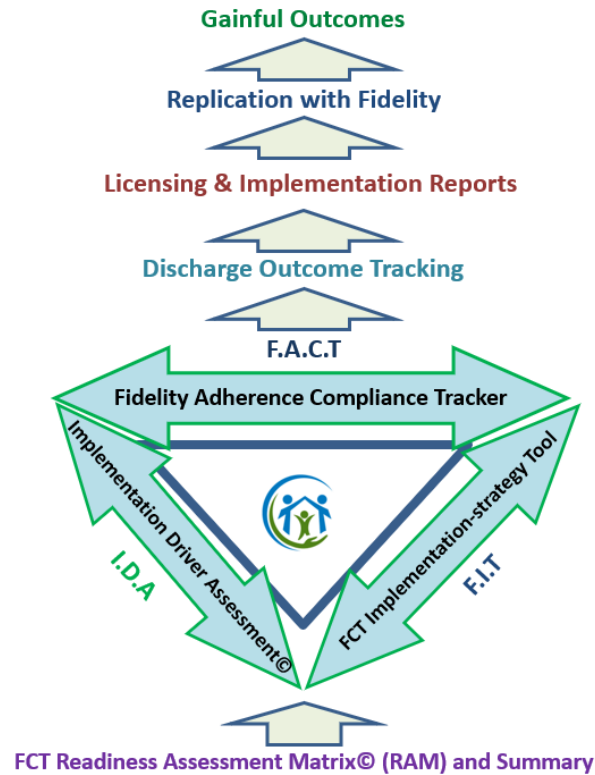 Gainful Outcomes
Replication with Fidelity
Licensing & Implementation Reports
Discharge Outcome Tracking
F.A.C.T
Fidelity Adherence Compliance Tracker
Implementation Driver Assessment©
I.D.A
FCT Implementation-strategy Tool
F.I.T
FCT Readiness Assessment Matrix© (RAM) and Summary